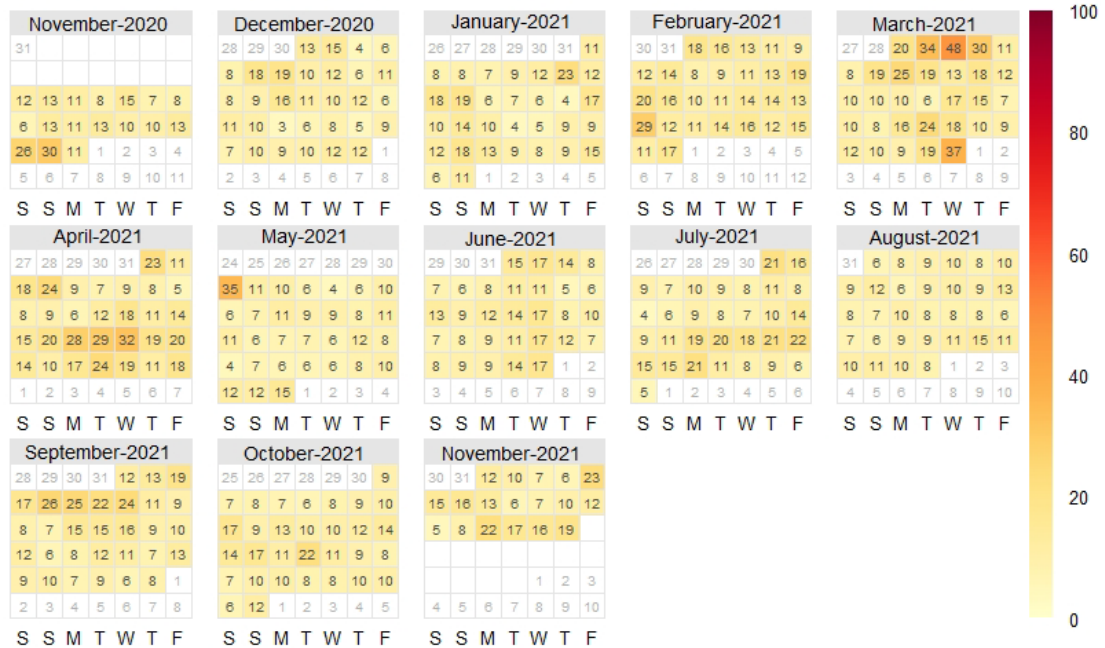 November-2020
31
12 13 11 8 15 7 8
6 13 11 13 10 10 13
26 30 11 1 2 3 4
5 6 7 8 9 10 11
S S M T W T F
December-2020
28 29 30 13 15 4 6
8 18 19 10 12 6 11
8 9 16 11 10 12 6
11 10 3 6 8 5 9
7 10 9 10 12 12 1
2 3 4 5 6 7 8
S S M T W T F
January-2021
26 27 28 29 30 31 11
8 8 7 9 12 23 12
18 19 6 7 6 4 17
10 14 10 4 5 9 9
12 18 13 9 8 9 15
6 11 1 2 3 4 5
S S M T W T F
February-2021
30 31 18 16 13 11 9
12 14 8 9 11 13 19
20 16 10 11 14 14 13
29 12 11 14 16 12 15
11 17 1 2 3 4 5
6 7 8 9 10 11 12
S S M T W T F
March-2021
27 28 20 34 48 30 11
8 19 25 19 13 18 12
10 10 10 6 17 15 7
10 8 16 24 18 10 9
12 10 9 19 37 1 2
3 4 5 6 7 8 9
S S M T W T F
April-2021
27 28 29 30 31 23 11
18 24 9 7 9 8 5
8 9 6 12 18 11 14
15 20 28 29 32 19 20
14 10 17 24 19 11 18
1 2 3 4 5 6 7
S S M T W T F
May-2021
24 25 26 27 28 29 30
35 11 10 6 4 6 10
6 7 11 9 9 8 11
11 6 7 7 6 12 8
4 7 6 6 6 8 10
12 12 15 1 2 3 4
S S M T W T F
June-2021
29 30 31 15 17 14 8
7 6 8 11 11 5 6
13 9 12 14 17 8 10
7 8 9 11 17 12 7
8 9 9 14 17 1 2
3 4 5 6 7 8 9
S S M T W T F
July-2021
26 27 28 29 30 21 16
9 7 10 9 8 11 8
4 6 9 8 7 10 14
9 11 19 20 18 21 22
15 15 21 11 8 9 6
5 1 2 3 4 5 6
S S M T W T F
August-2021
31 6 8 9 10 8 10
9 12 6 9 10 9 13
8 7 10 8 8 8 6
7 6 9 9 11 15 11
10 11 10 8 1 2 3
4 5 6 7 8 9 10
S S M T W T F
September-2021
28 29 30 31 12 13 19
17 26 25 22 24 11 9
8 7 15 15 16 9 10
12 6 8 12 11 7 13
9 10 7 9 6 8 1
2 3 4 5 6 7 8
S S M T W T F
October-2021
25 26 27 28 29 30 9
7 8 7 6 8 9 10
17 9 13 10 10 12 14
14 17 11 22 11 9 8
7 10 10 8 8 10 10
6 12 1 2 3 4 5
S S M T W T F
November-2021
30 31 12 10 7 6 23
15 16 13 6 7 10 12
5 8 22 17 16 19
1 2 3
4 5 6 7 8 9 10
S S M T W T F
100
80
60
40
20
0